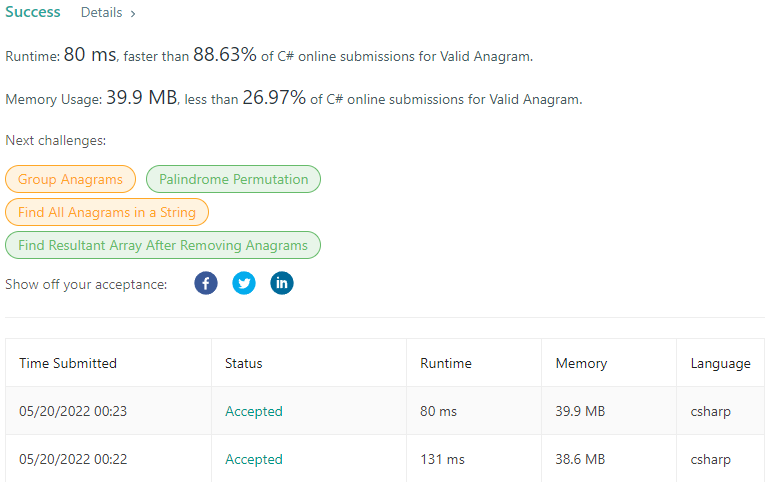 Success Details >
Runtime: 80 ms, faster than 88.63% of C# online submissions for Valid Anagram.
Memory Usage: 39.9 MB, less than 26.97% of C# online submissions for Valid Anagram.
Next challenges:
Group Anagrams Palindrome Permutation
Find All Anagrams in a String
Find Resultant Array After Removing Anagrams
Show off your acceptance: f in
Time Submitted Status Runtime Memory Language
05/20/2022 00:23 Accepted 80 ms 39.9 MB csharp
05/20/2022 00:22 Accepted 131 ms 38.6 MB csharp